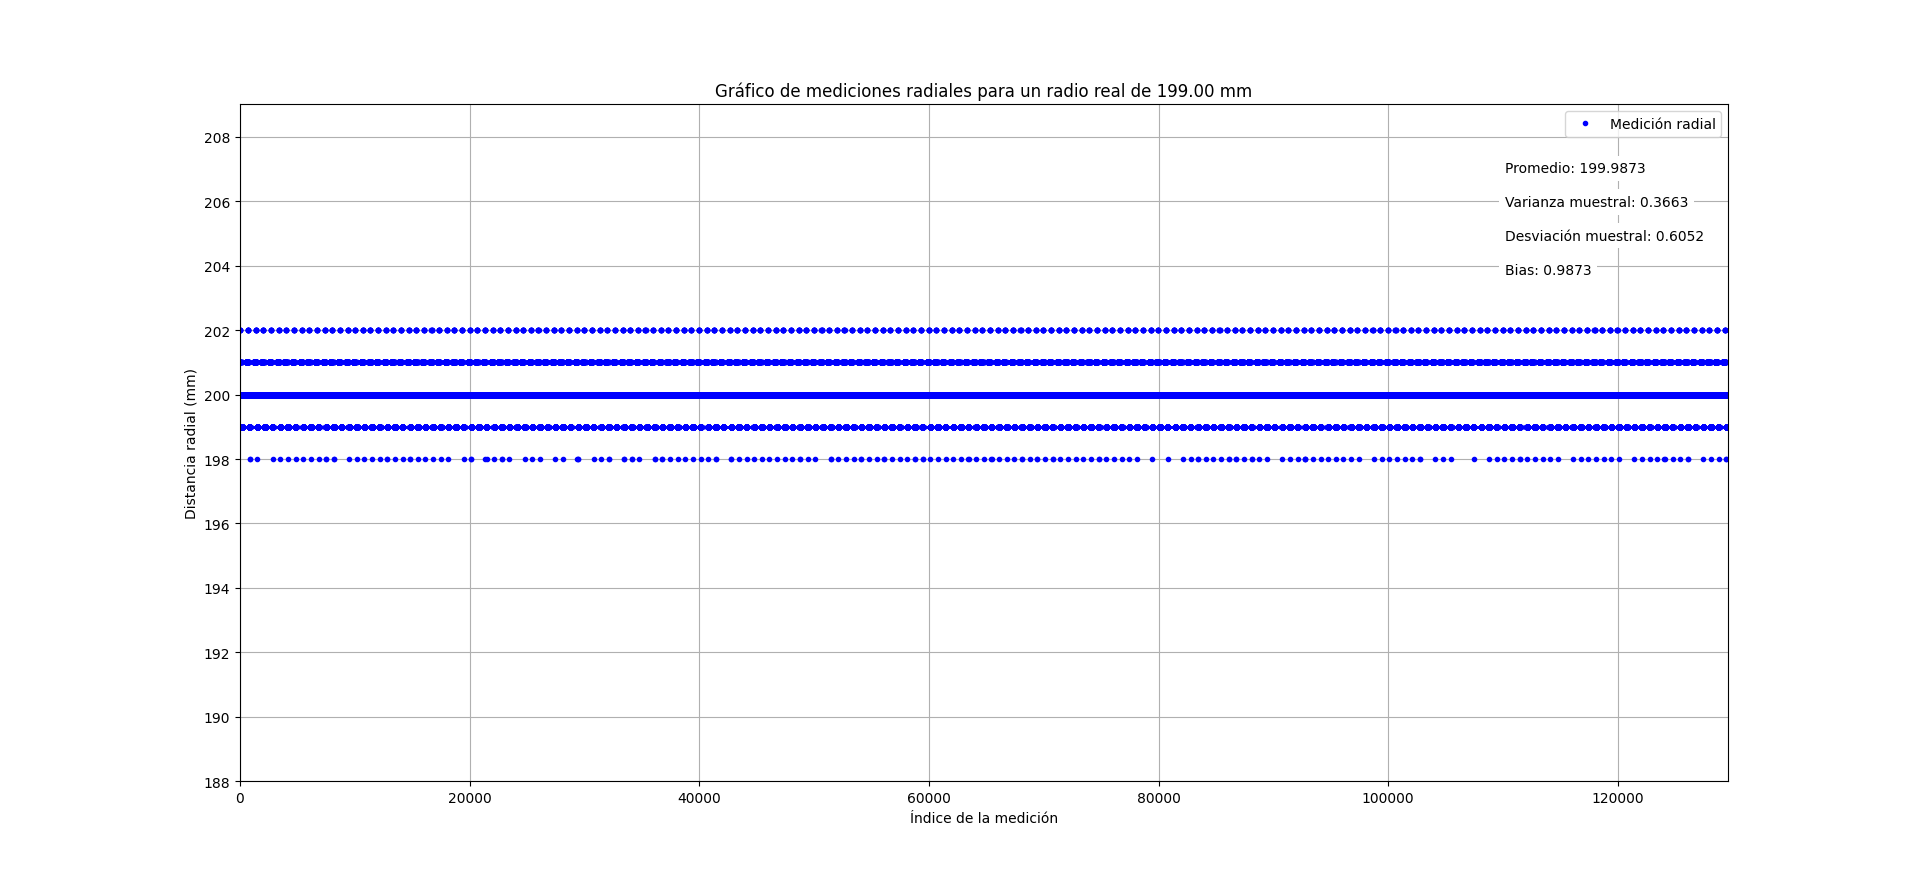 Gráfico de mediciones radiales para un radio real de 199.00 mm
Medición radial
Promedio: 199.9873
Varianza muestral: 0.3663
Desviación muestral: 0.6052
Bias: 0.9873
Distancia radial (mm)
208
206
204
202
201
200
198
196
194
192
190
188
0
20000
40000
60000
80000
100000
120000
Índice de la medición